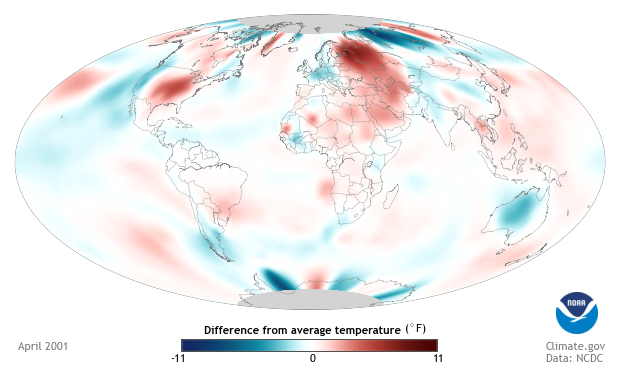 NOAA
Difference from average temperature (°F)
April 2001
-11
0
11
Climate.gov
Data: NCDC